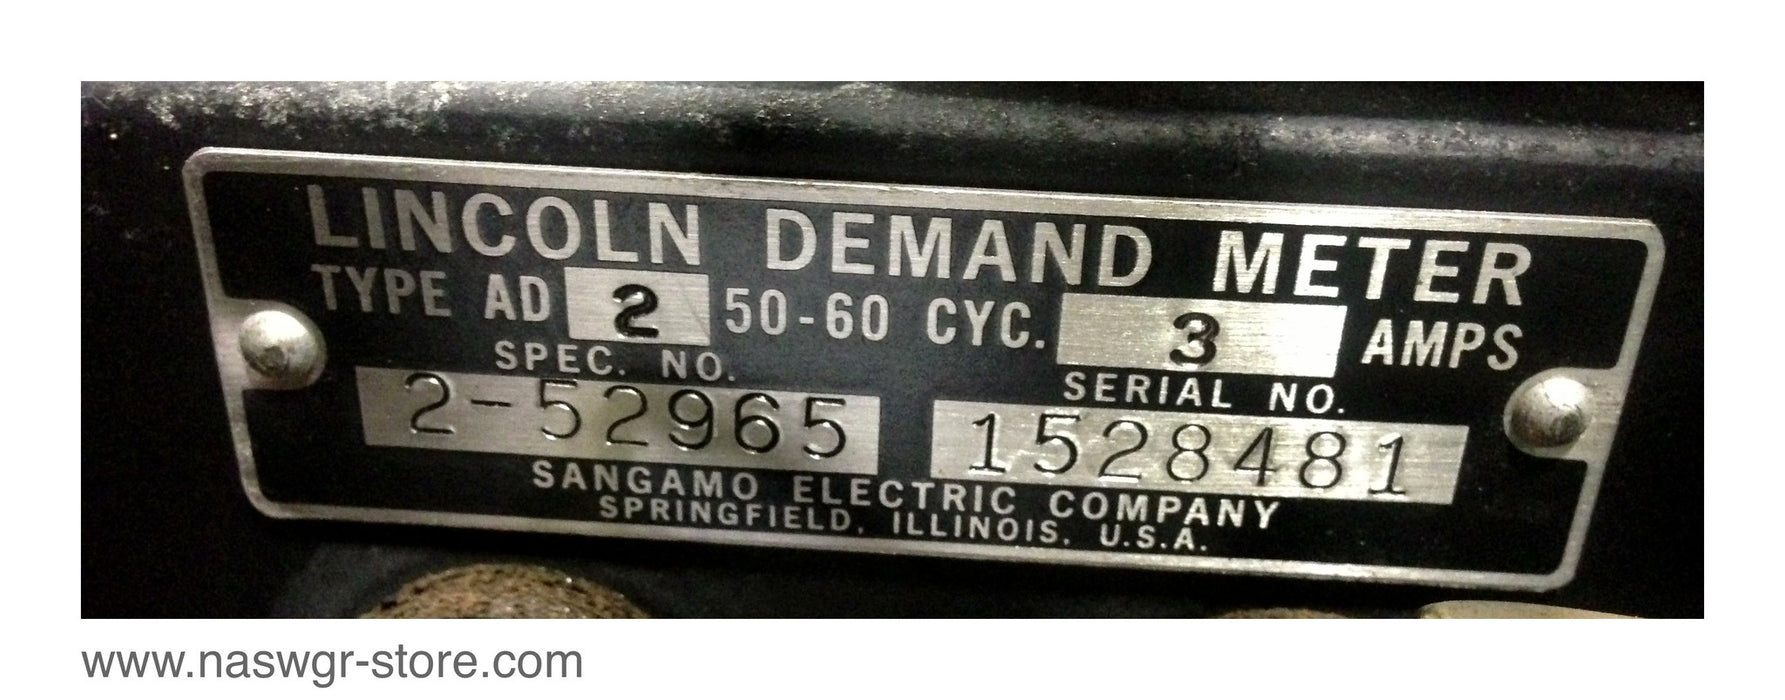 LINCOLN DEMAND METER
TYPE AD 2 50-60 CYC. 3 AMPS
SPEC. NO. SERIAL NO.
2-52965 1528481
SANGAMO ELECTRIC COMPANY
SPRINGFIELD, ILLINOIS, U.S.A.
www.naswgr-store.com